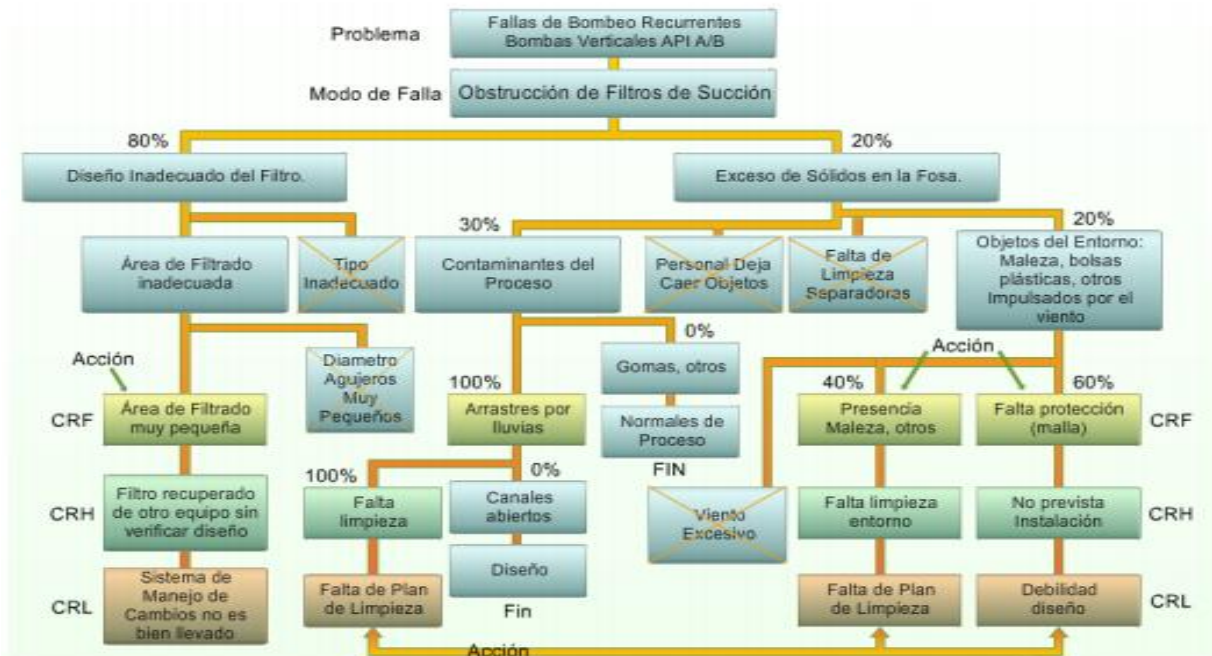 Problema
Fallas de Bombeo Recurrentes
Bombas Verticales API A/B
Modo de Falla
Obstrucción de Filtros de Succión
80%
20%
Diseño Inadecuado del Filtro.
Exceso de Sólidos en la Fosa.
30%
20%
Área de Filtrado
inadecuada
Tipo
Inadecuado
Contaminantes del
Proceso
Personal Deja
Caer Objetos
Falta de
Limpieza
Separadoras
Objetos del Entorno:
Maleza, bolsas
plásticas, otros
Impulsados por el
viento
Acción
Diametro
Agujeros
Muy
Pequeños
0%
Gomas, otros
Normales de
Proceso
FIN
Acción
CRF
Área de Filtrado
muy pequeña
100%
Arrastres por
lluvias
40%
Presencia
Maleza, otros
60%
Falta protección
(malla)
CRF
CRH
Filtro recuperado
de otro equipo sin
verificar diseño
100%
Falta
limpieza
0%
Canales
abiertos
Diseño
Fin
Viento
Excesivo
Falta limpieza
entorno
No prevista
Instalación
CRH
CRL
Sistema de
Manejo de
Cambios no es
bien llevado
Falta de Plan
de Limpieza
Falta de Plan
de Limpieza
Debilidad
diseño
CRL
Acción